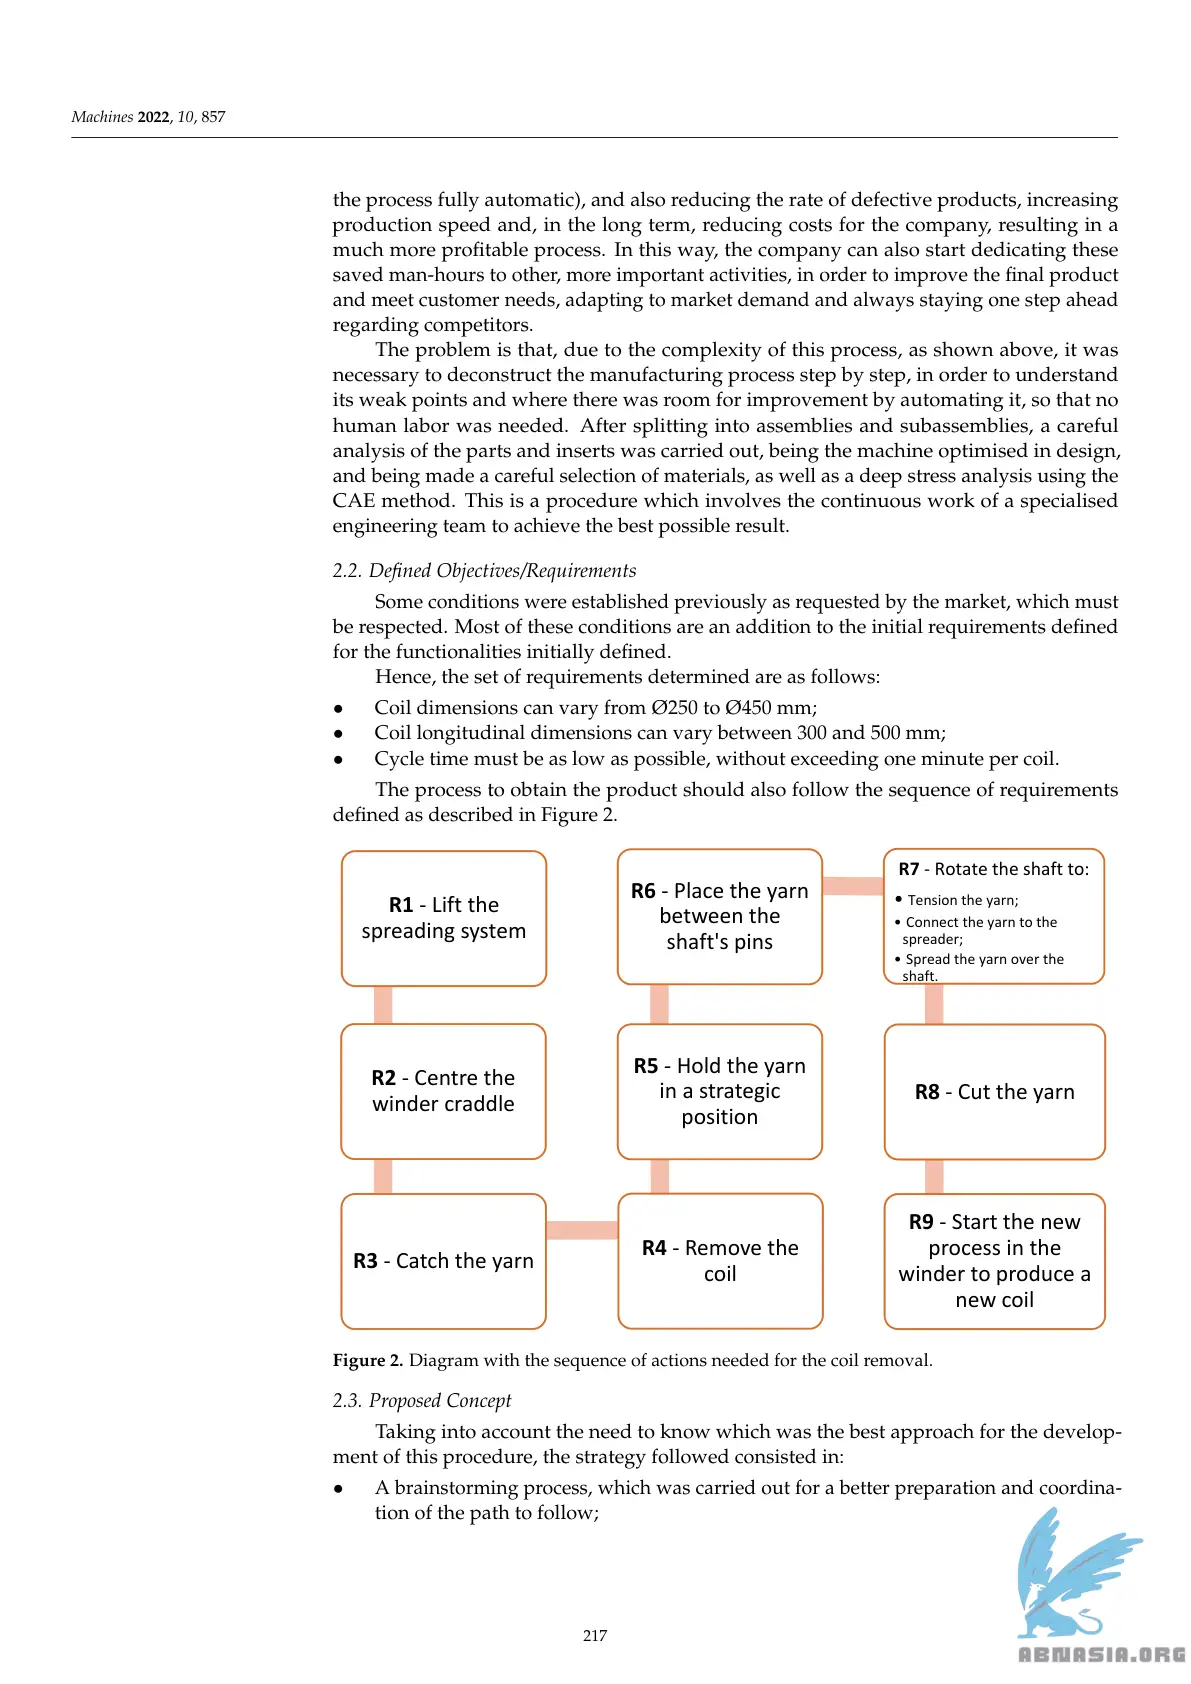 Machines 2022, 10, 857
the process fully automatic), and also reducing the rate of defective products, increasing
production speed and, in the long term, reducing costs for the company, resulting in a
much more profitable process. In this way, the company can also start dedicating these
saved man-hours to other, more important activities, in order to improve the final product
and meet customer needs, adapting to market demand and always staying one step ahead
regarding competitors.
The problem is that, due to the complexity of this process, as shown above, it was
necessary to deconstruct the manufacturing process step by step, in order to understand
its weak points and where there was room for improvement by automating it, so that no
human labor was needed. After splitting into assemblies and subassemblies, a careful
analysis of the parts and inserts was carried out, being the machine optimised in design,
and being made a careful selection of materials, as well as a deep stress analysis using the
CAE method. This is a procedure which involves the continuous work of a specialised
engineering team to achieve the best possible result.
2.2. Defined Objectives/Requirements
Some conditions were established previously as requested by the market, which must
be respected. Most of these conditions are an addition to the initial requirements defined
for the functionalities initially defined.
Hence, the set of requirements determined are as follows:
• Coil dimensions can vary from Ø250 to Ø450 mm;
• Coil longitudinal dimensions can vary between 300 and 500 mm;
• Cycle time must be as low as possible, without exceeding one minute per coil.
The process to obtain the product should also follow the sequence of requirements
defined as described in Figure 2.
R1 - Lift the
spreading system
R2 - Centre the
winder craddle
R3 - Catch the yarn
R4 - Remove the
coil
R5 - Hold the yarn
in a strategic
position
R6 - Place the yarn
between the
shaft's pins
R7 - Rotate the shaft to:
• Tension the yarn;
• Connect the yarn to the
spreader;
• Spread the yarn over the
shaft.
R8 - Cut the yarn
R9 - Start the new
process in the
winder to produce a
new coil
Figure 2. Diagram with the sequence of actions needed for the coil removal.
2.3. Proposed Concept
Taking into account the need to know which was the best approach for the develop-
ment of this procedure, the strategy followed consisted in:
• A brainstorming process, which was carried out for a better preparation and coordina-
tion of the path to follow;
217
ABNASIA.ORG